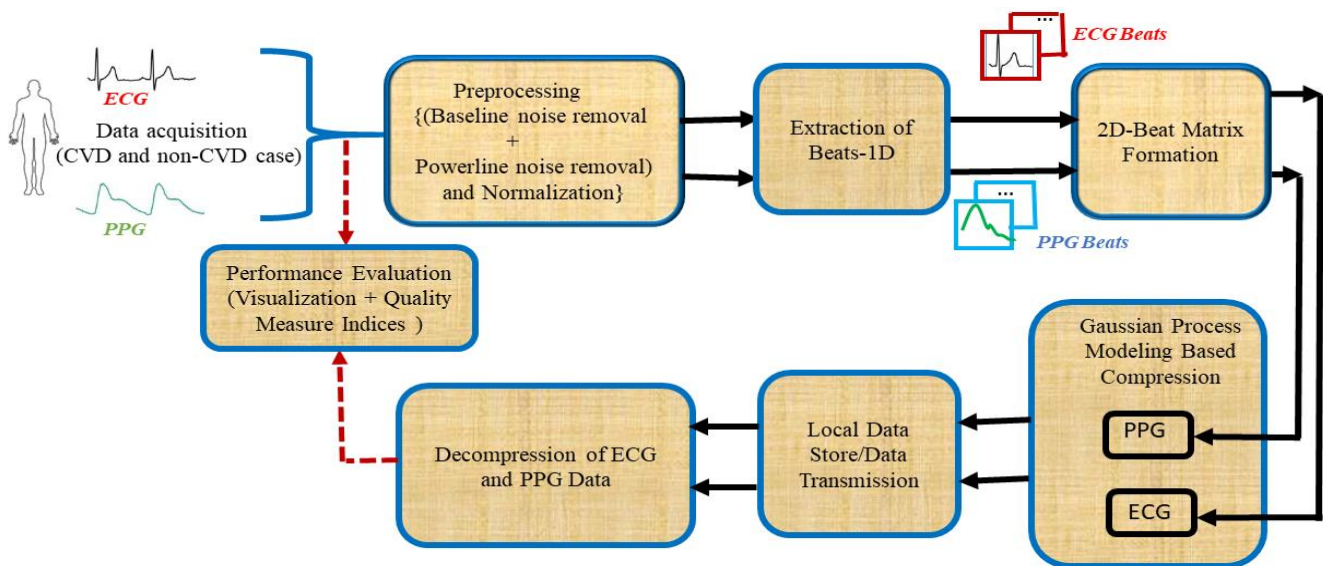 ECG
Data acquisition
(CVD and non-CVD case)
PPG
Preprocessing
{(Baseline noise removal
+
Powerline noise removal)
and Normalization}
Extraction of
Beats-1D
...
ECG Beats
...
PPG Beats
2D-Beat Matrix
Formation
Gaussian Process
Modeling Based
Compression
PPG
ECG
Local Data
Store/Data
Transmission
Decompression of ECG
and PPG Data
Performance Evaluation
(Visualization + Quality
Measure Indices )